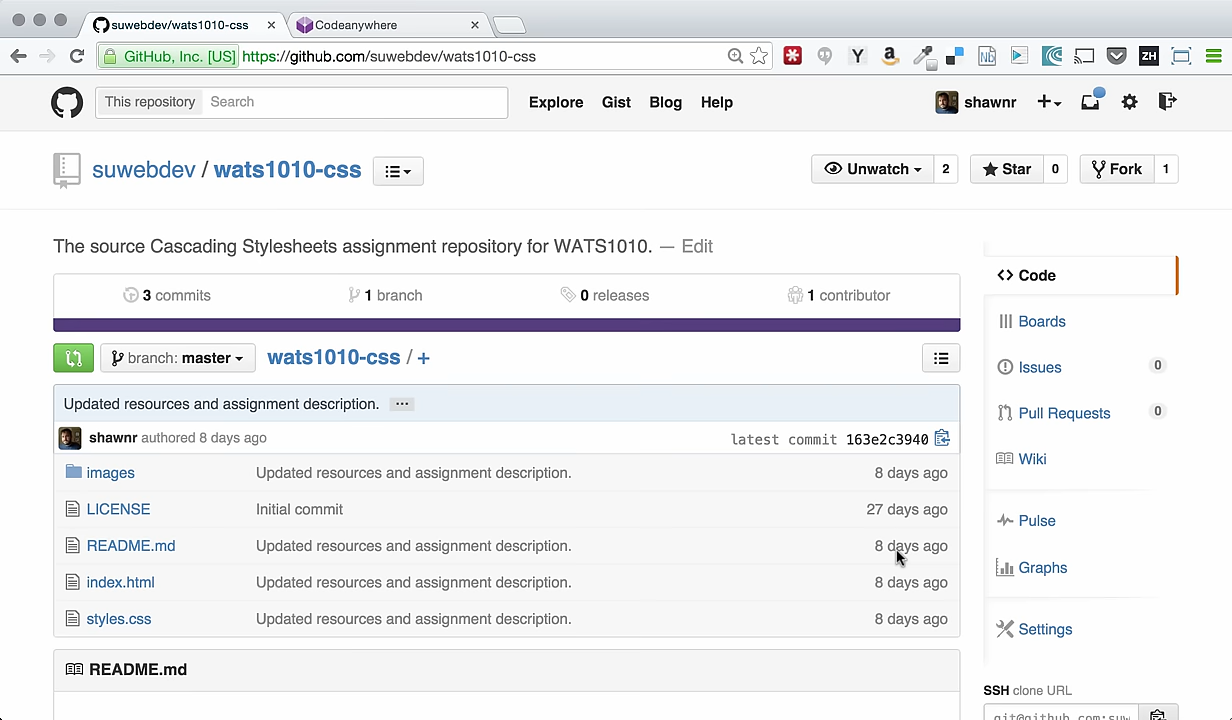 suwebdev/wats1010-css
Codeanywhere
GitHub, Inc. [US] https://github.com/suwebdev/wats1010-css
This repository Search Explore Gist Blog Help shawnr
suwebdev / wats1010-css Unwatch 2 Star 0 Fork 1
The source Cascading Stylesheets assignment repository for WATS1010. — Edit
3 commits 1 branch 0 releases 1 contributor
branch: master wats1010-css / +
Updated resources and assignment description. ...
shawnr authored 8 days ago latest commit 163e2c3940
images Updated resources and assignment description. 8 days ago
LICENSE Initial commit 27 days ago
README.md Updated resources and assignment description. 8 days ago
index.html Updated resources and assignment description. 8 days ago
styles.css Updated resources and assignment description. 8 days ago
README.md
Code
Boards
Issues 0
Pull Requests 0
Wiki
Pulse
Graphs
Settings
SSH clone URL
git@github.com:suw